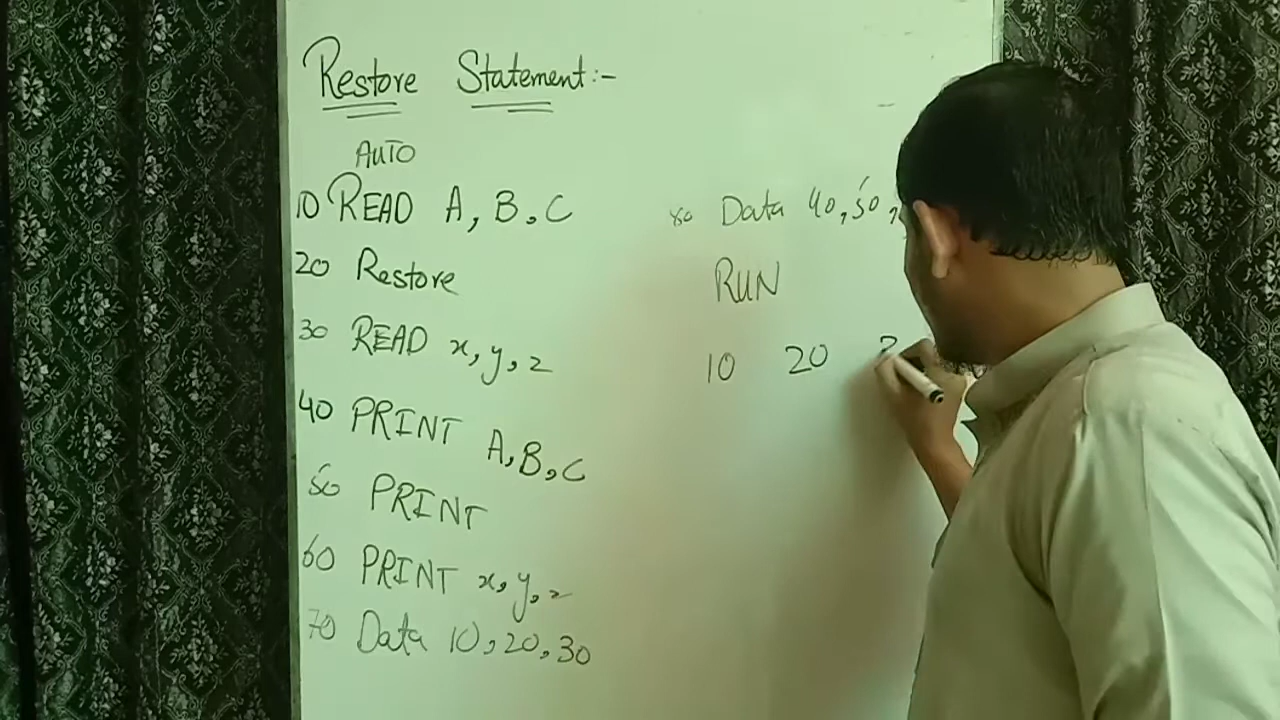 Restore Statement:-
AUTO
10 READ A, B, C
20 Restore
30 READ x, y, z
40 PRINT A, B, C
50 PRINT
60 PRINT x, y, z
70 Data 10, 20, 30
80 Data 40, 50,
RUN
10 20